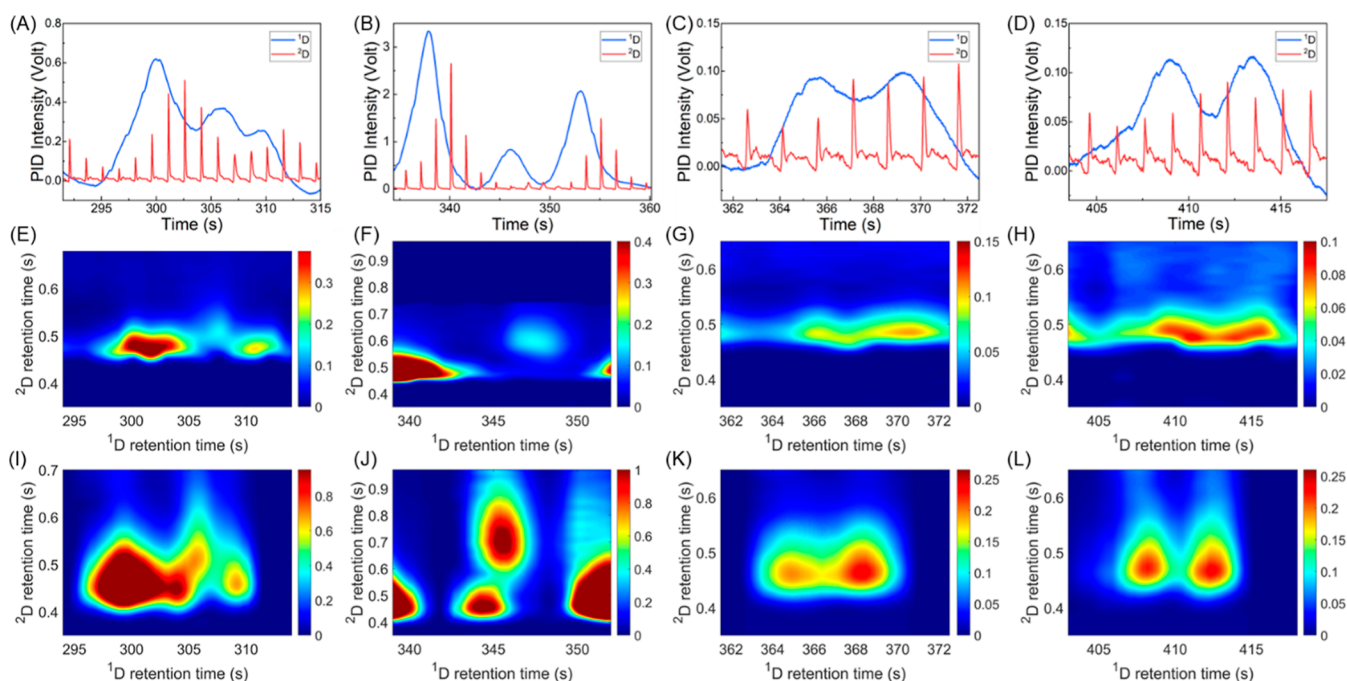 (A) (B) (C) (D)
PID Intensity (Volt)
0.8
0.6
0.4
0.2
0.0
¹D
²D
295 300 305 310 315
Time (s)
PID Intensity (Volt)
3
2
1
0
¹D
²D
340 350 360
Time (s)
PID Intensity (Volt)
0.15
0.10
0.05
0.00
¹D
²D
362 364 366 368 370 372
Time (s)
PID Intensity (Volt)
0.15
0.10
0.05
0.00
¹D
²D
405 410 415
Time (s)
(E) (F) (G) (H)
²D retention time (s)
0.6
0.5
0.4
295 300 305 310
¹D retention time (s)
0.3
0.2
0.1
0
²D retention time (s)
0.9
0.8
0.7
0.6
0.5
0.4
340 345 350
¹D retention time (s)
0.4
0.3
0.2
0.1
0
²D retention time (s)
0.6
0.5
0.4
362 364 366 368 370 372
¹D retention time (s)
0.15
0.1
0.05
0
²D retention time (s)
0.6
0.5
0.4
405 410 415
¹D retention time (s)
0.1
0.08
0.06
0.04
0.02
0
(I) (J) (K) (L)
²D retention time (s)
0.7
0.6
0.5
0.4
295 300 305 310
¹D retention time (s)
0.8
0.6
0.4
0.2
0
²D retention time (s)
0.9
0.8
0.7
0.6
0.5
0.4
340 345 350
¹D retention time (s)
1
0.8
0.6
0.4
0.2
0
²D retention time (s)
0.6
0.5
0.4
362 364 366 368 370 372
¹D retention time (s)
0.25
0.2
0.15
0.1
0.05
0
²D retention time (s)
0.6
0.5
0.4
405 410 415
¹D retention time (s)
0.25
0.2
0.15
0.1
0.05
0